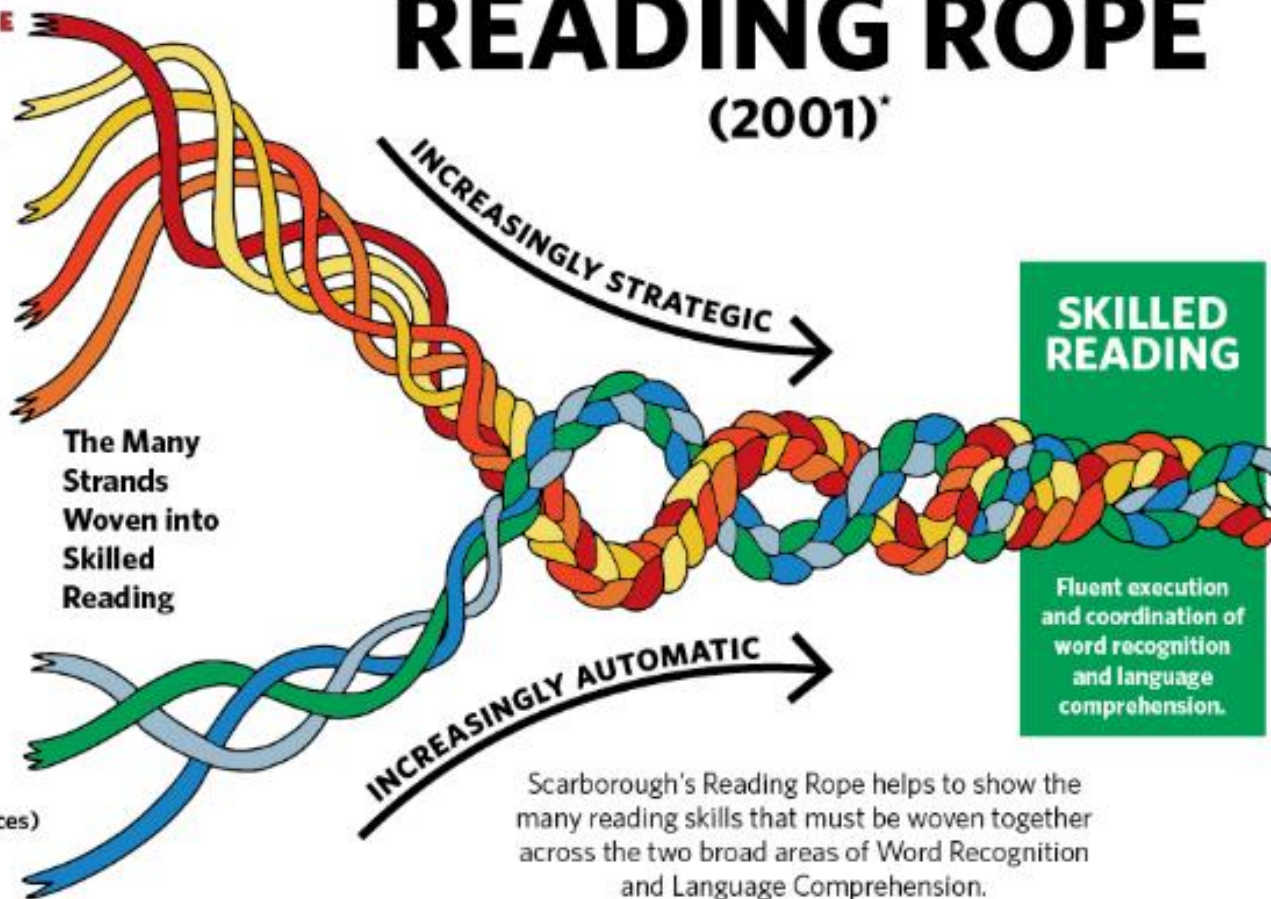 READING ROPE
(2001)*
INCREASINGLY STRATEGIC
SKILLED
READING
The Many
Strands
Woven into
Skilled
Reading
Fluent execution
and coordination of
word recognition
and language
comprehension.
INCREASINGLY AUTOMATIC
Scarborough's Reading Rope helps to show the
many reading skills that must be woven together
across the two broad areas of Word Recognition
and Language Comprehension.